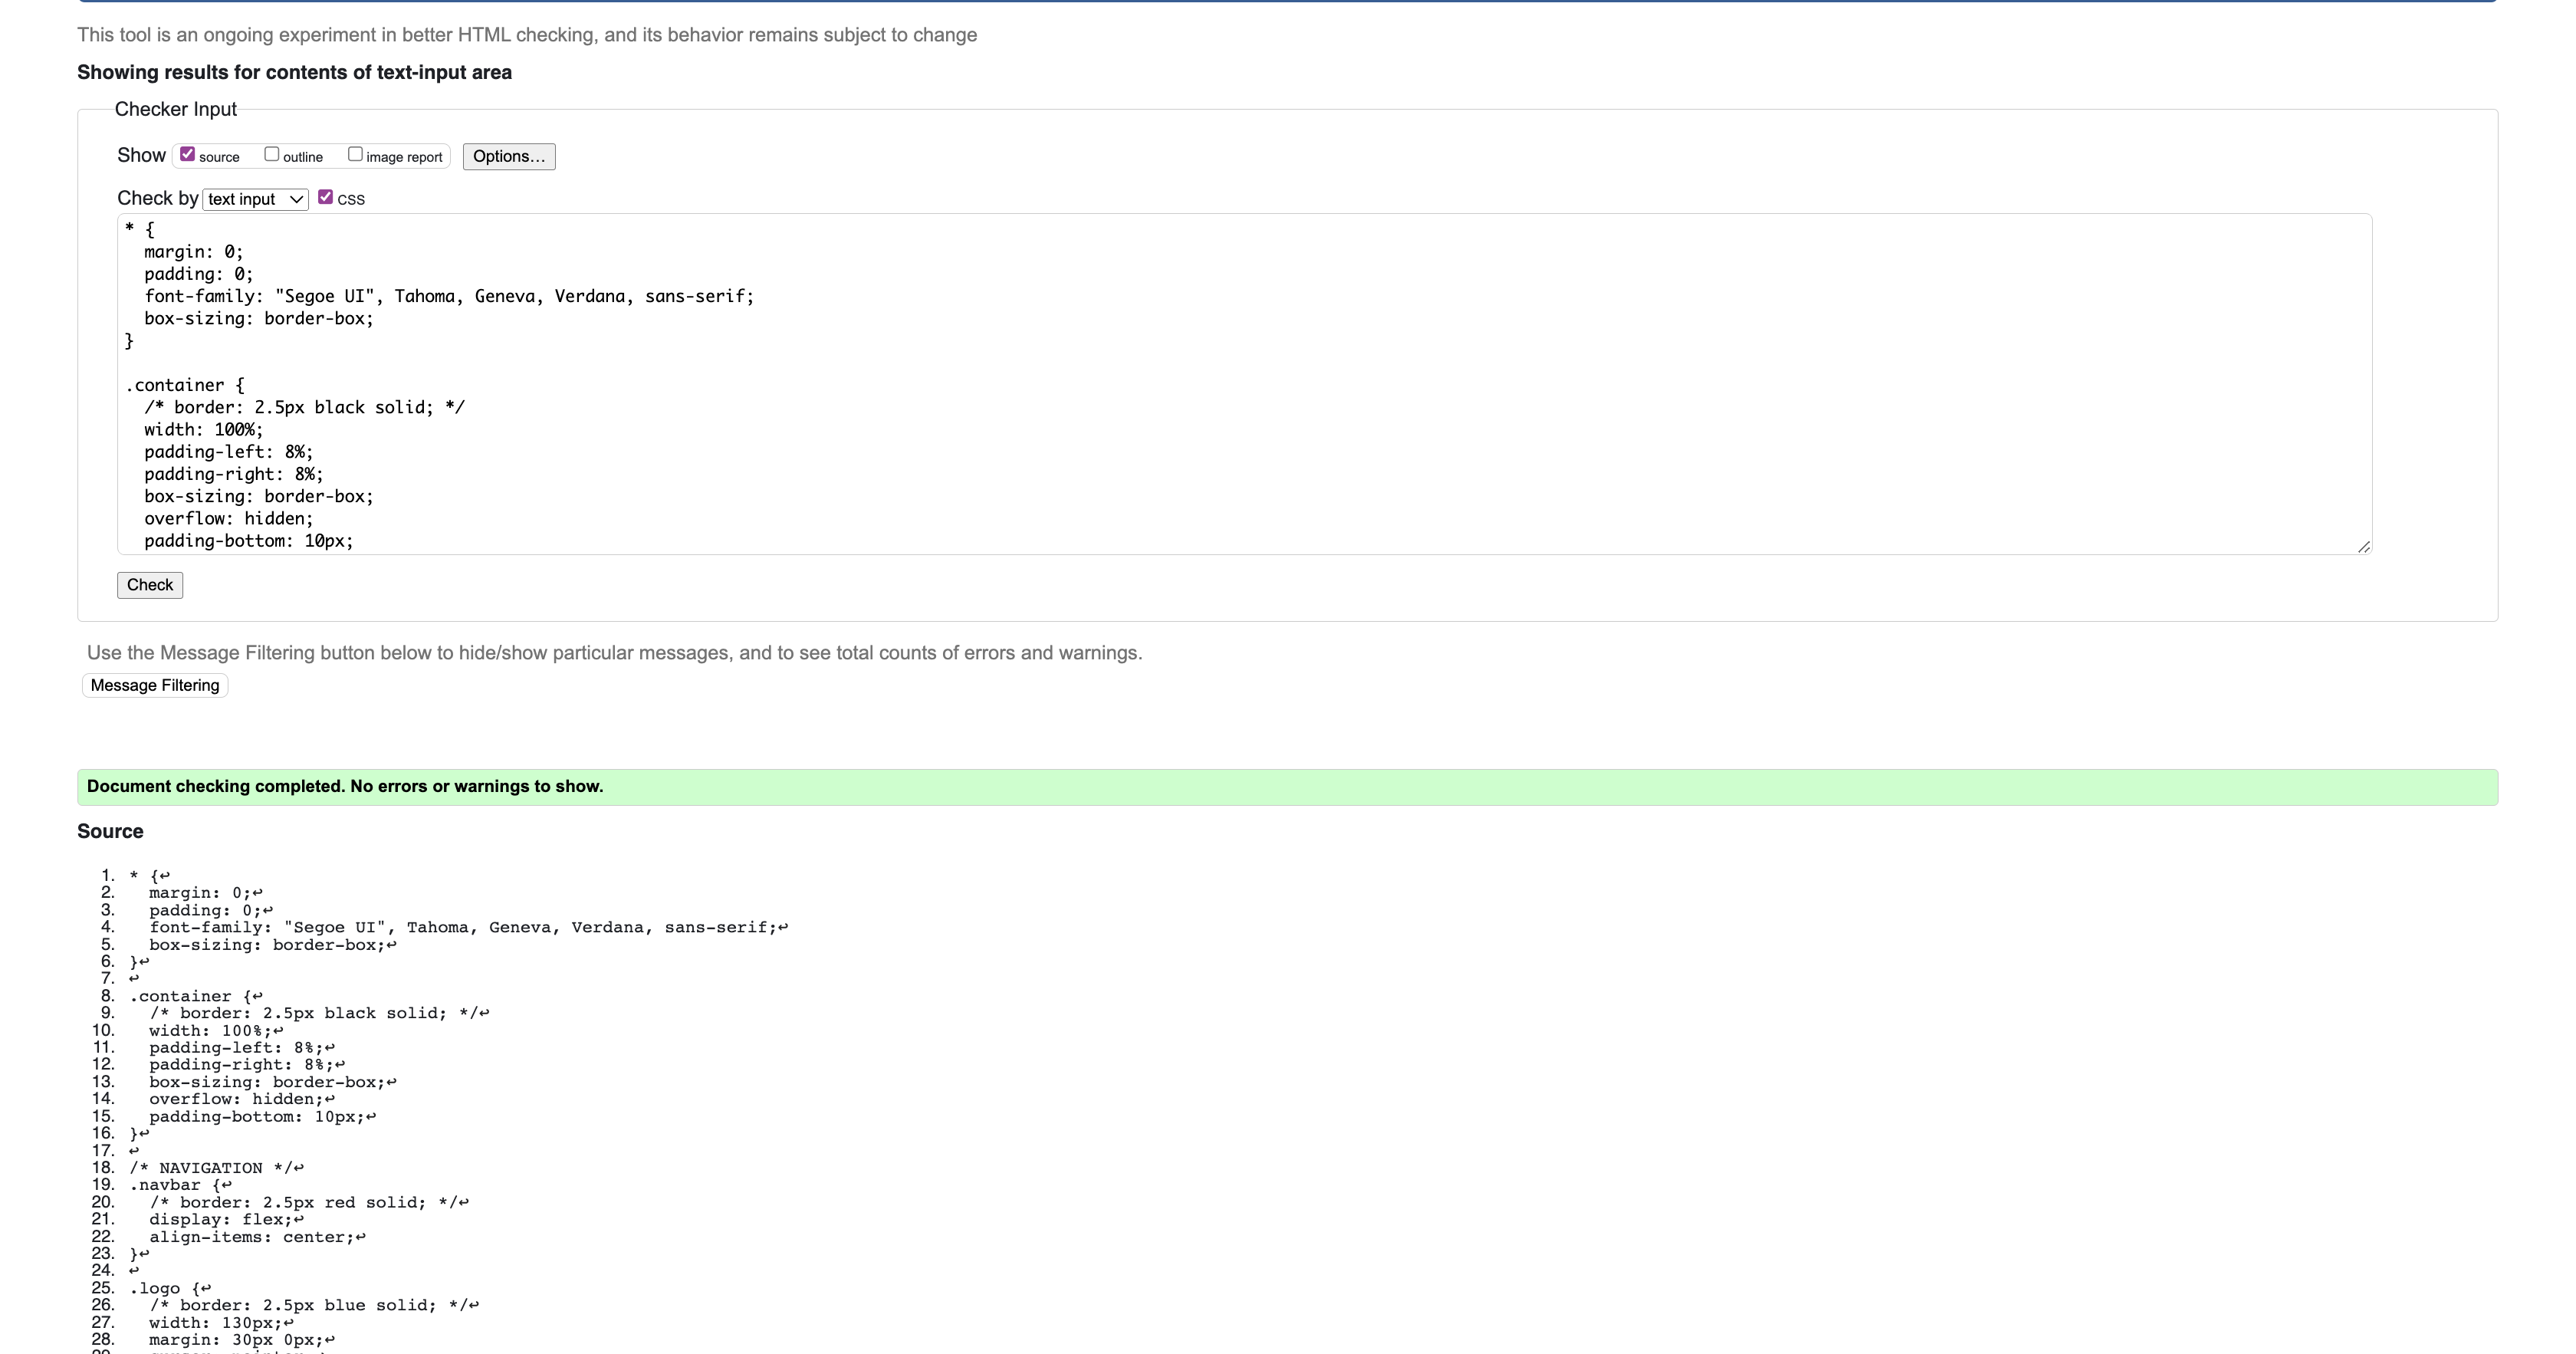 This tool is an ongoing experiment in better HTML checking, and its behavior remains subject to change
Showing results for contents of text-input area
Checker Input
Show source outline image report Options...
Check by text input CSS
* {
  margin: 0;
  padding: 0;
  font-family: "Segoe UI", Tahoma, Geneva, Verdana, sans-serif;
  box-sizing: border-box;
}
.container {
  /* border: 2.5px black solid; */
  width: 100%;
  padding-left: 8%;
  padding-right: 8%;
  box-sizing: border-box;
  overflow: hidden;
  padding-bottom: 10px;
Check
Use the Message Filtering button below to hide/show particular messages, and to see total counts of errors and warnings.
Message Filtering
Document checking completed. No errors or warnings to show.
Source
1. * {↩
2.   margin: 0;↩
3.   padding: 0;↩
4.   font-family: "Segoe UI", Tahoma, Geneva, Verdana, sans-serif;↩
5.   box-sizing: border-box;↩
6. }↩
7. ↩
8. .container {↩
9.   /* border: 2.5px black solid; */↩
10.   width: 100%;↩
11.   padding-left: 8%;↩
12.   padding-right: 8%;↩
13.   box-sizing: border-box;↩
14.   overflow: hidden;↩
15.   padding-bottom: 10px;↩
16. }↩
17. ↩
18. /* NAVIGATION */↩
19. .navbar {↩
20.   /* border: 2.5px red solid; */↩
21.   display: flex;↩
22.   align-items: center;↩
23. }↩
24. ↩
25. .logo {↩
26.   /* border: 2.5px blue solid; */↩
27.   width: 130px;↩
28.   margin: 30px 0px;↩